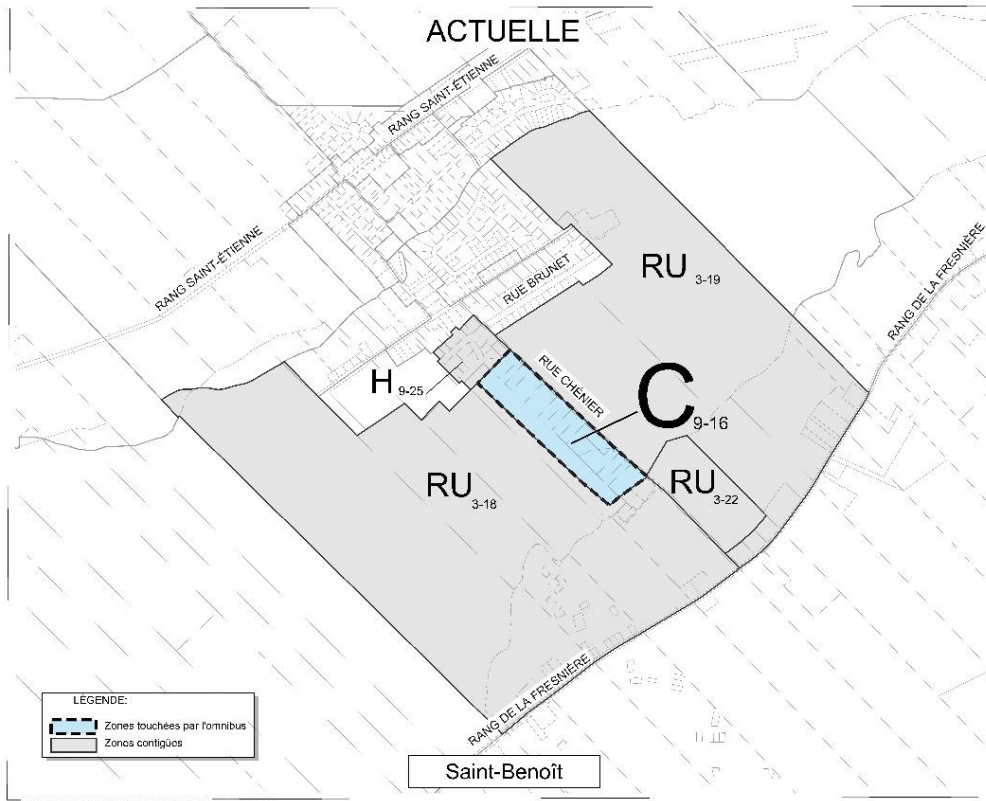 ACTUELLE
RANG SAINT-ÉTIENNE
RANG SAINT-ÉTIENNE
RU 3-19
RANG DE LA FRESNIÈRE
RUE BRUNET
RUE CHÉNIER
H 9-25
C 9-16
RU 3-18
RU 3-22
RANG DE LA FRESNIÈRE
LÉGENDE:
Zones touchées par l'omnibus
Zones contigües
Saint-Benoît